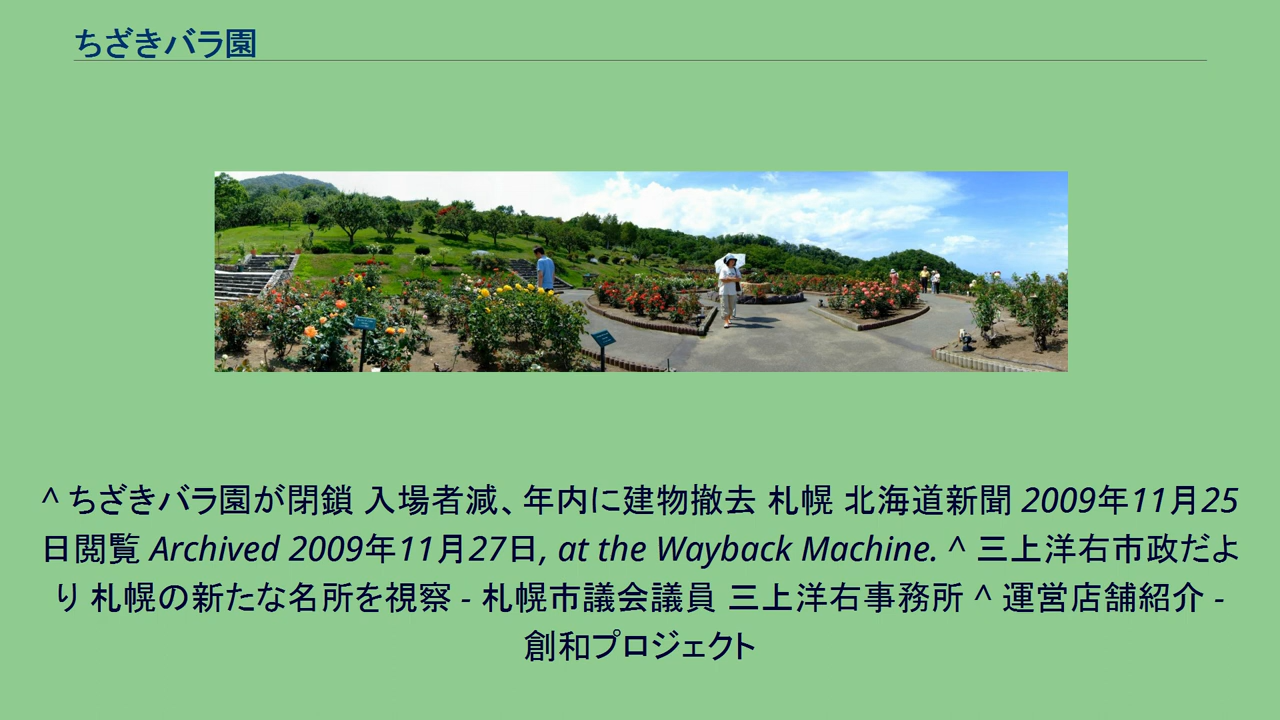 ちざきバラ園
^ ちざきバラ園が閉鎖 入場者減、年内に建物撤去 札幌 北海道新聞 2009年11月25
日閲覧 Archived 2009年11月27日, at the Wayback Machine. ^ 三上洋右市政だよ
り 札幌の新たな名所を視察 - 札幌市議会議員 三上洋右事務所 ^ 運営店舗紹介 -
創和プロジェクト